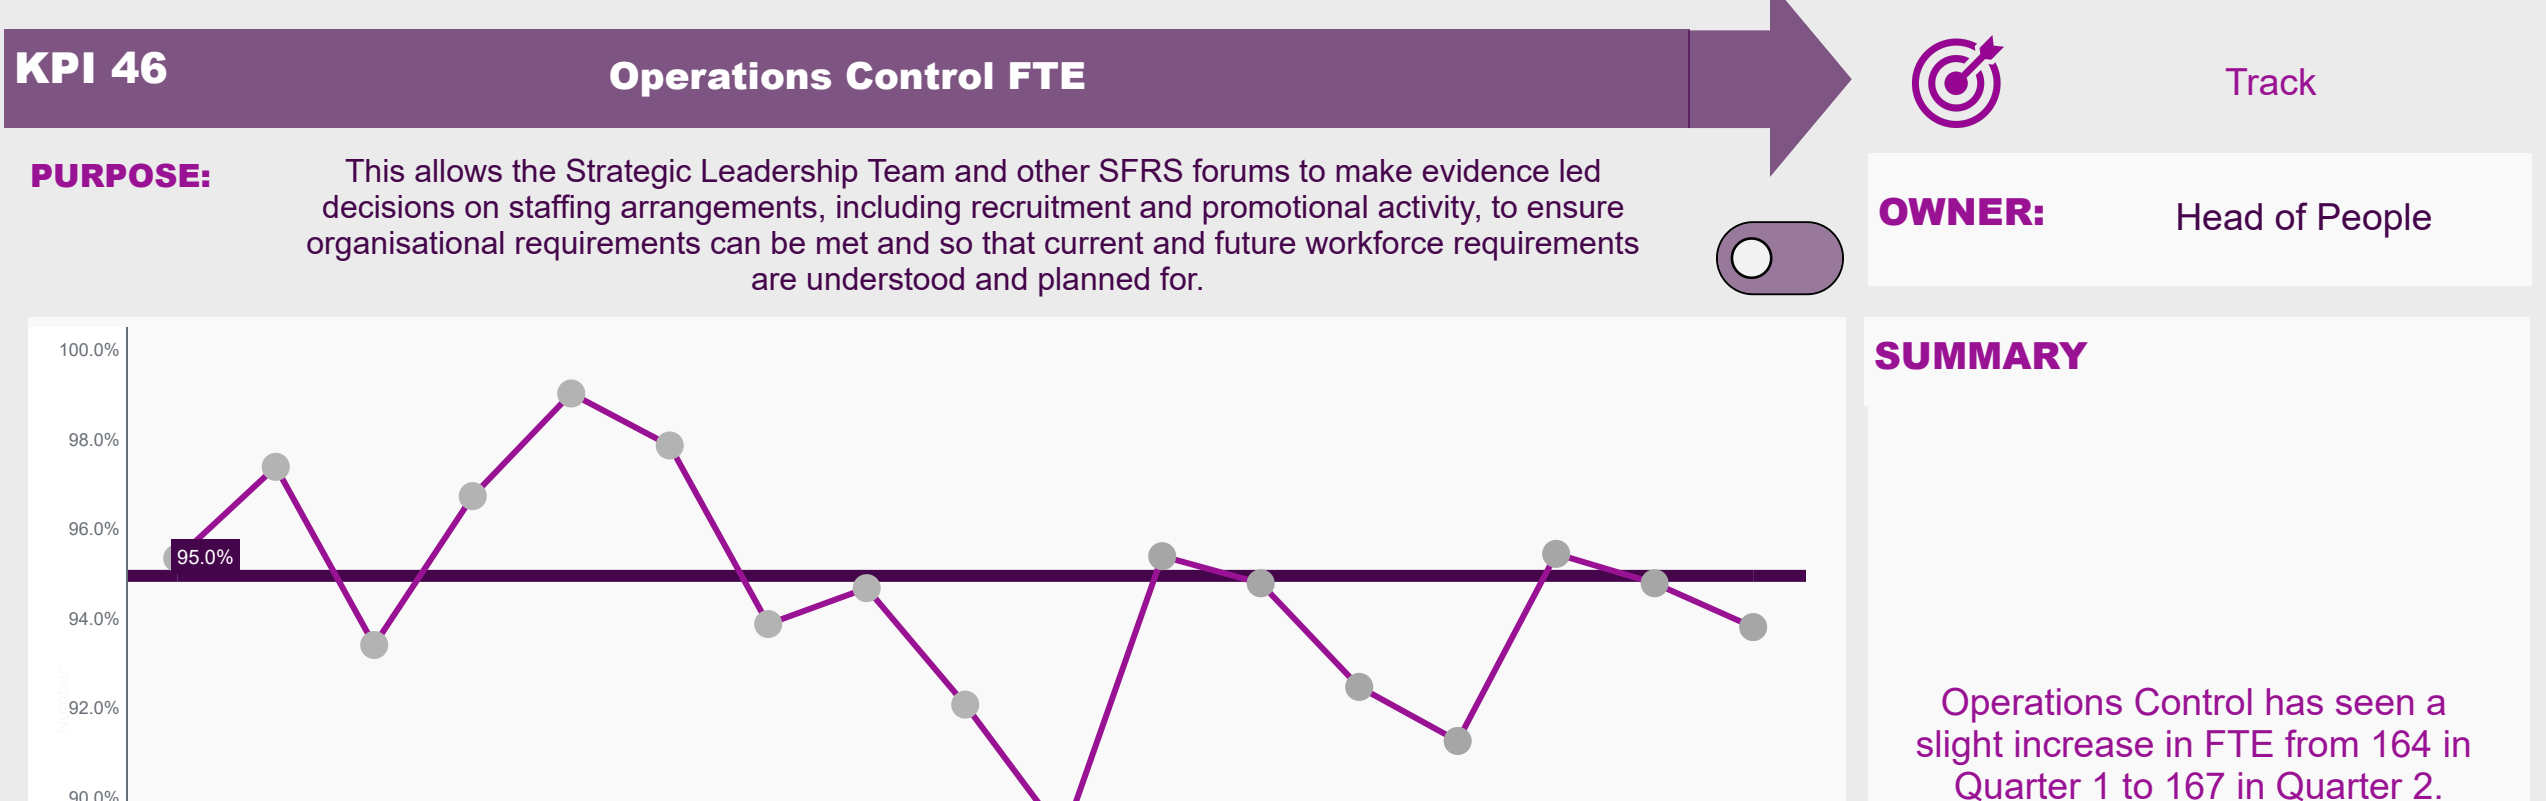 KPI 46
Operations Control FTE
Track
PURPOSE:
This allows the Strategic Leadership Team and other SFRS forums to make evidence led
decisions on staffing arrangements, including recruitment and promotional activity, to ensure
organisational requirements can be met and so that current and future workforce requirements
are understood and planned for.
OWNER:
Head of People
100.0%
98.0%
96.0%
95.0%
94.0%
92.0%
90.0%
Number
SUMMARY
Operations Control has seen a
slight increase in FTE from 164 in
Quarter 1 to 167 in Quarter 2.